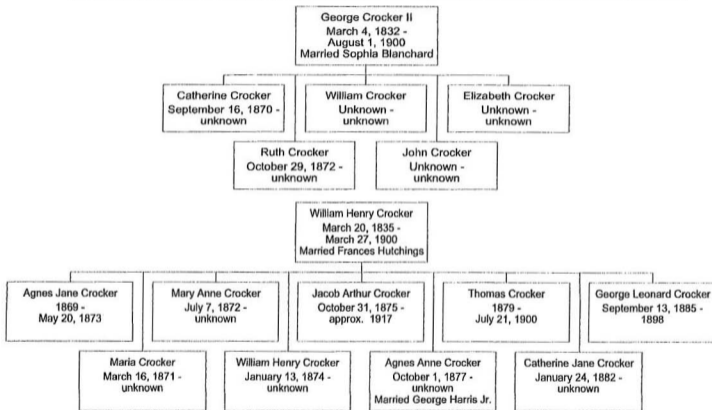 George Crocker II
March 4, 1832 -
August 1, 1900
Married Sophia Blanchard
Catherine Crocker
September 16, 1870 -
unknown
William Crocker
Unknown -
unknown
Elizabeth Crocker
Unknown -
unknown
Ruth Crocker
October 29, 1872 -
unknown
John Crocker
Unknown -
unknown
William Henry Crocker
March 20, 1835 -
March 27, 1900
Married Frances Hutchings
Agnes Jane Crocker
1869 -
May 20, 1873
Mary Anne Crocker
July 7, 1872 -
unknown
Jacob Arthur Crocker
October 31, 1875 -
approx. 1917
Thomas Crocker
1879 -
July 21, 1900
George Leonard Crocker
September 13, 1885 -
1898
Maria Crocker
March 16, 1871 -
unknown
William Henry Crocker
January 13, 1874 -
unknown
Agnes Anne Crocker
October 1, 1877 -
unknown
Married George Harris Jr.
Catherine Jane Crocker
January 24, 1882 -
unknown